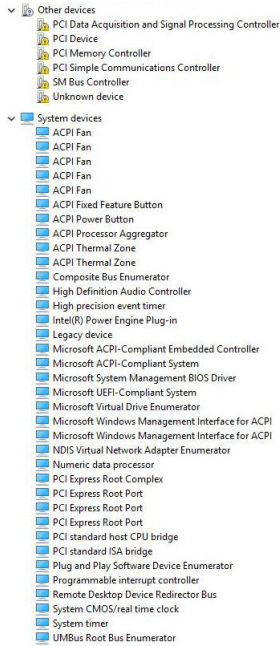 Other devices
PCI Data Acquisition and Signal Processing Controller
PCI Device
PCI Memory Controller
PCI Simple Communications Controller
SM Bus Controller
Unknown device
System devices
ACPI Fan
ACPI Fan
ACPI Fan
ACPI Fan
ACPI Fan
ACPI Fixed Feature Button
ACPI Power Button
ACPI Processor Aggregator
ACPI Thermal Zone
ACPI Thermal Zone
Composite Bus Enumerator
High Definition Audio Controller
High precision event timer
Intel(R) Power Engine Plug-in
Legacy device
Microsoft ACPI-Compliant Embedded Controller
Microsoft ACPI-Compliant System
Microsoft System Management BIOS Driver
Microsoft UEFI-Compliant System
Microsoft Virtual Drive Enumerator
Microsoft Windows Management Interface for ACPI
Microsoft Windows Management Interface for ACPI
NDIS Virtual Network Adapter Enumerator
Numeric data processor
PCI Express Root Complex
PCI Express Root Port
PCI Express Root Port
PCI Express Root Port
PCI standard host CPU bridge
PCI standard ISA bridge
Plug and Play Software Device Enumerator
Programmable interrupt controller
Remote Desktop Device Redirector Bus
System CMOS/real time clock
System timer
UMBus Root Bus Enumerator